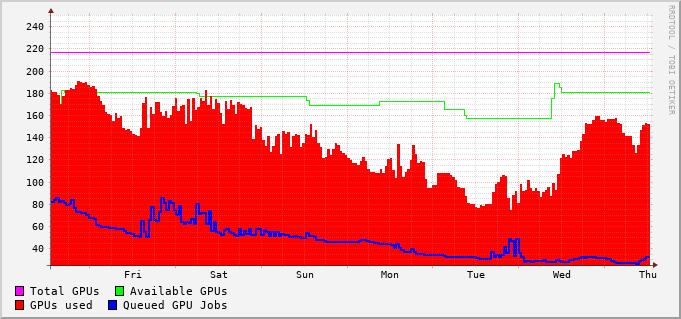 240
220
200
180
160
140
120
100
80
60
40
Fri Sat Sun Mon Tue Wed Thu
Total GPUs Available GPUs
GPUs used Queued GPU Jobs
RRDTOOL / TOBI OETIKER